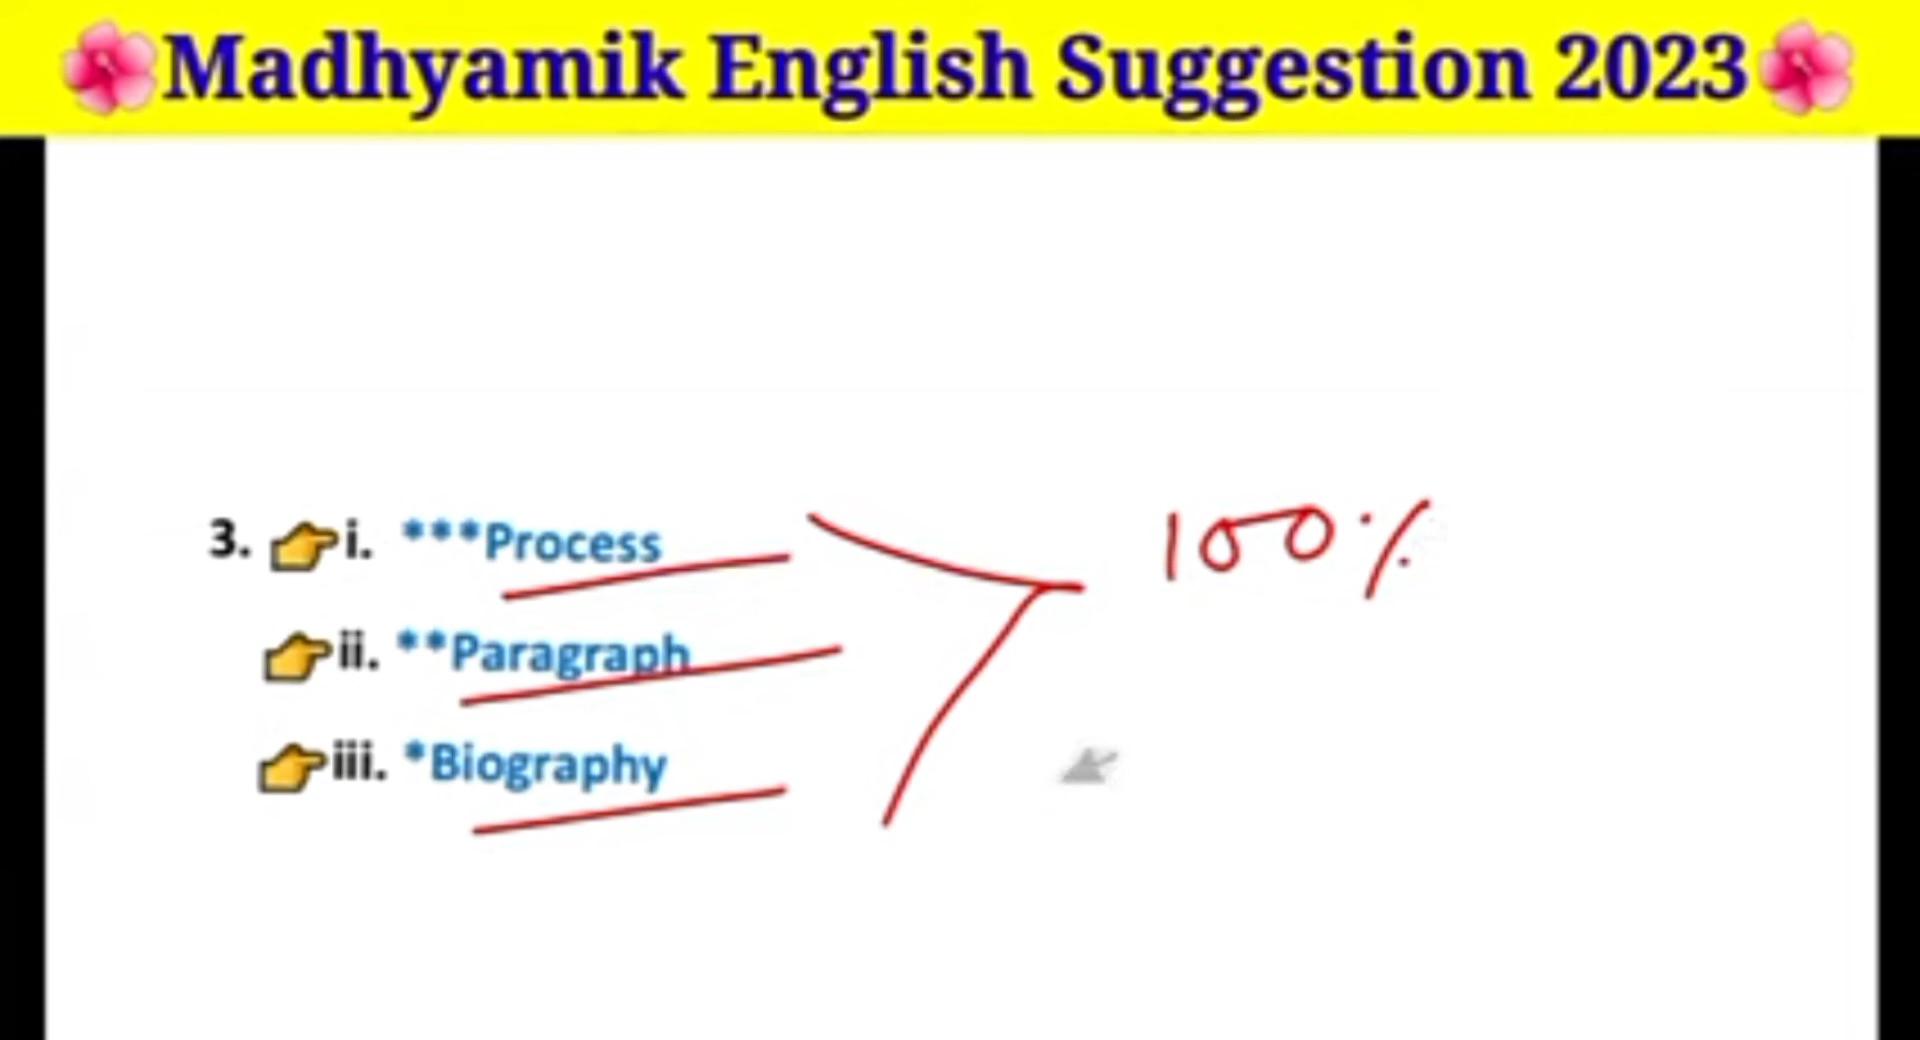 Madhyamik English Suggestion 2023
3. 👉i. ***Process
100%
👉ii. **Paragraph
👉iii. *Biography